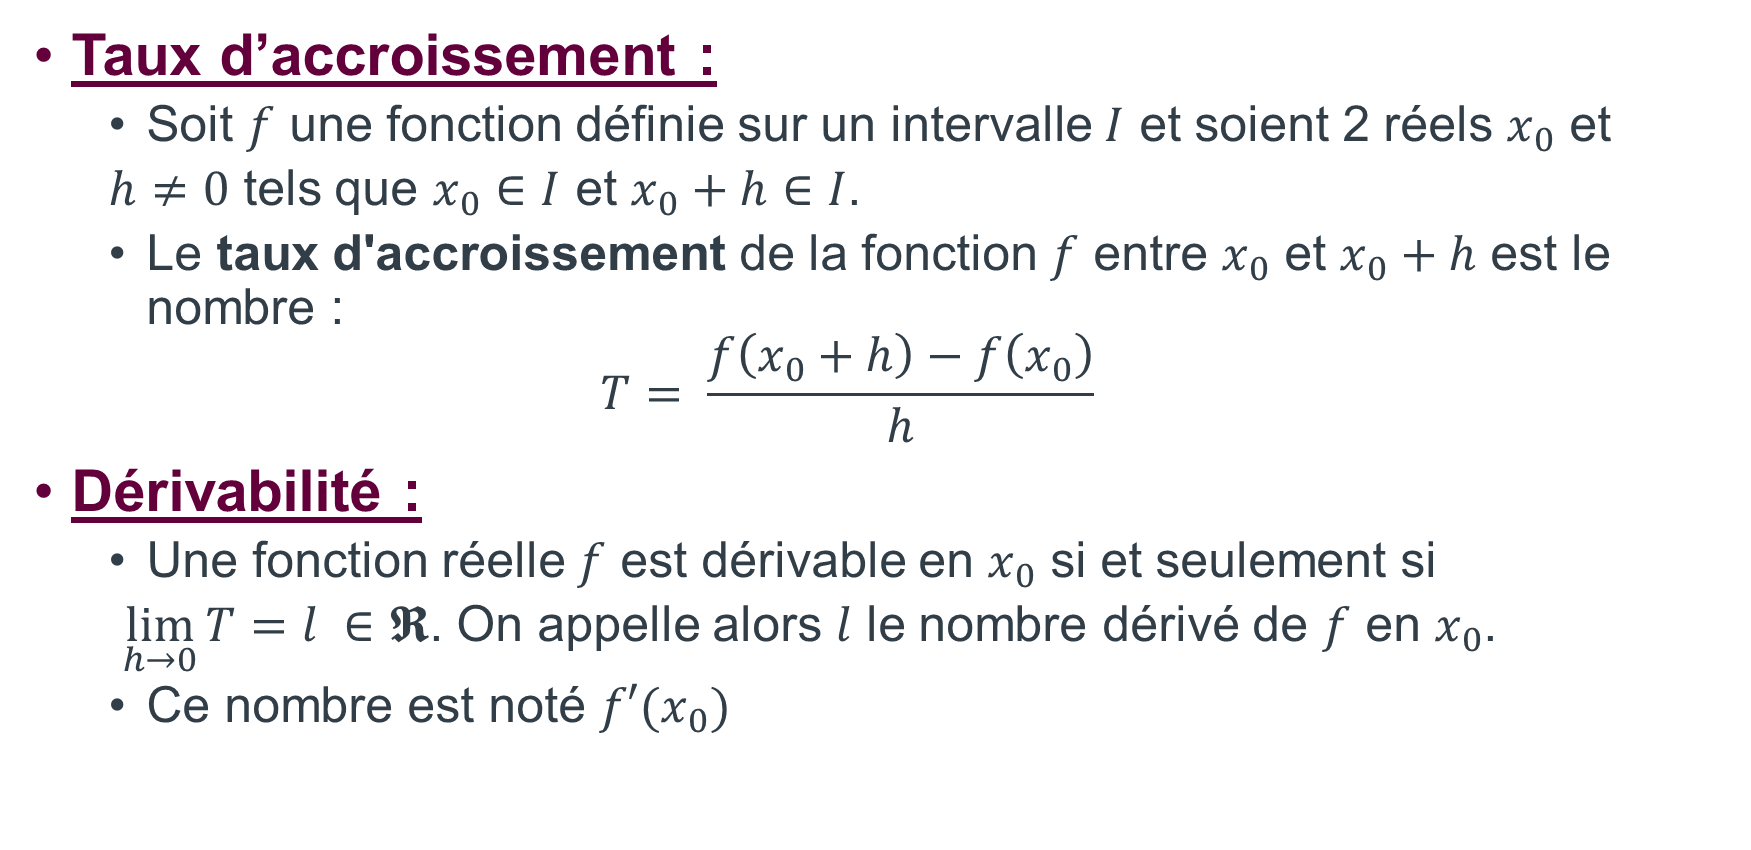 • Taux d’accroissement :
• Soit 𝑓 une fonction définie sur un intervalle 𝐼 et soient 2 réels 𝑥₀ et
ℎ ≠ 0 tels que 𝑥₀ ∈ 𝐼 et 𝑥₀ + ℎ ∈ 𝐼.
• Le taux d'accroissement de la fonction 𝑓 entre 𝑥₀ et 𝑥₀ + ℎ est le
nombre :
𝑓(𝑥₀ + ℎ) − 𝑓(𝑥₀)
𝑇 =
ℎ
• Dérivabilité :
• Une fonction réelle 𝑓 est dérivable en 𝑥₀ si et seulement si
lim 𝑇 = 𝑙 ∈ 𝕽. On appelle alors 𝑙 le nombre dérivé de 𝑓 en 𝑥₀.
ℎ→0
• Ce nombre est noté 𝑓′(𝑥₀)